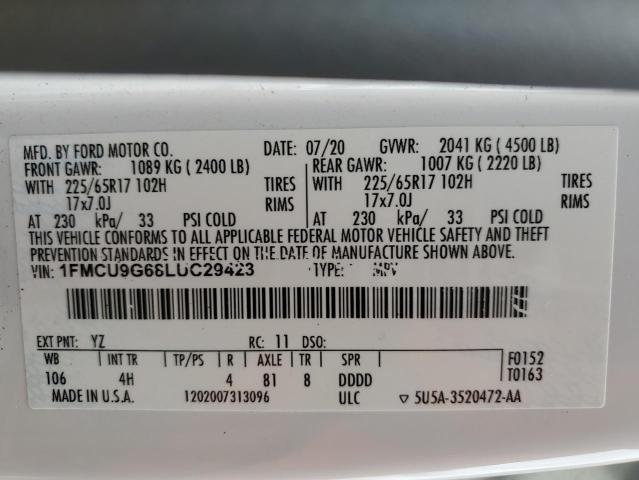 MFD. BY FORD MOTOR CO. DATE: 07/20 GVWR: 2041 KG ( 4500 LB)
FRONT GAWR: 1089 KG ( 2400 LB) REAR GAWR: 1007 KG ( 2220 LB)
WITH 225/65R17 102H TIRES WITH 225/65R17 102H TIRES
17x7.0J RIMS 17x7.0J RIMS
AT 230 kPa/ 33 PSI COLD AT 230 kPa/ 33 PSI COLD
THIS VEHICLE CONFORMS TO ALL APPLICABLE FEDERAL MOTOR VEHICLE SAFETY AND THEFT
PREVENTION STANDARDS IN EFFECT ON THE DATE OF MANUFACTURE SHOWN ABOVE.
VIN: 1FMCU9G68LUC29423 TYPE: MPV
EXT PNT: YZ RC: 11 DSO:
WB INT TR TP/PS R AXLE TR SPR F0152
106 4H 4 81 8 DDDD T0163
MADE IN U.S.A. 1202007313096 ULC ▽ 5U5A-3520472-AA